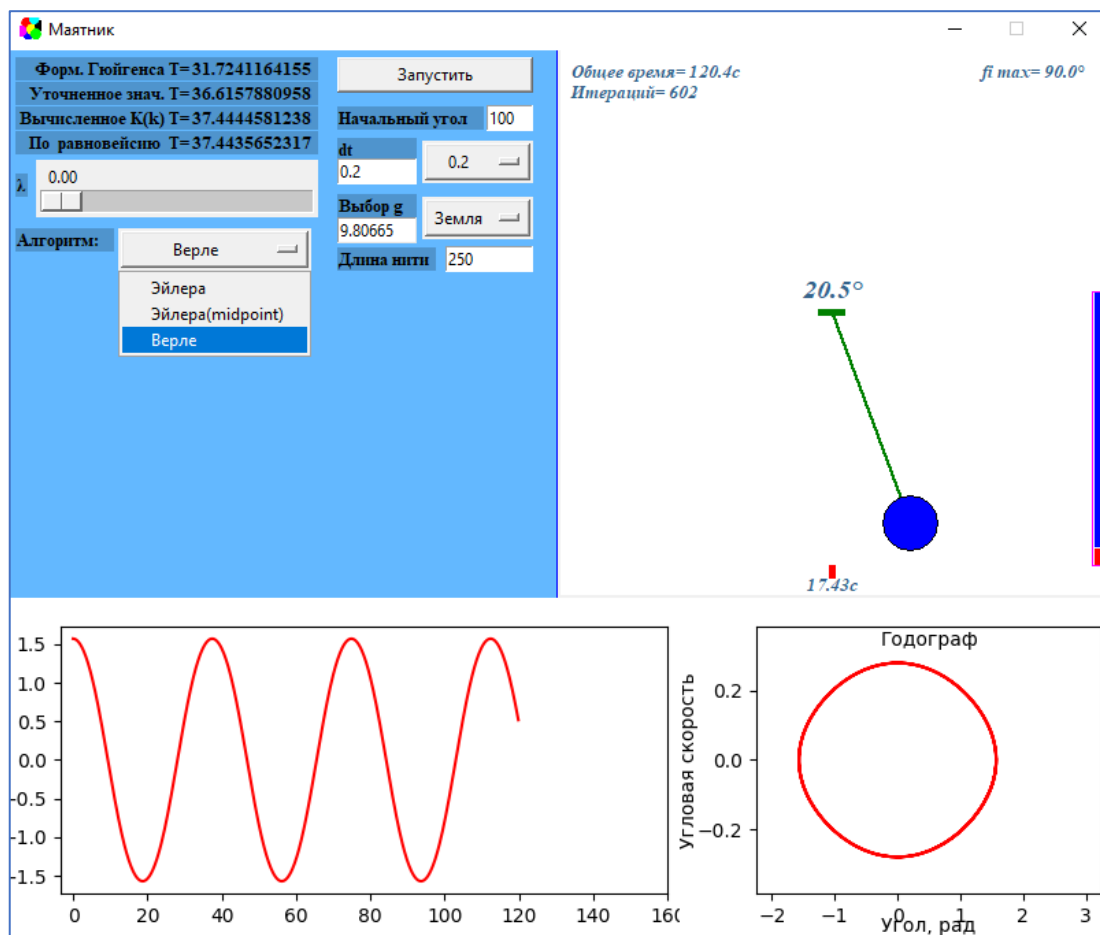 Маятник
Форм. Гюйгенса T= 31.7241164155
Уточненное знач. T= 36.6157880958
Вычисленное K(k) T= 37.4444581238
По равновейсию T= 37.4435652317
λ
0.00
Алгоритм:
Верле
Эйлера
Эйлера(midpoint)
Верле
Запустить
Начальный угол 100
dt
0.2
0.2
Выбор g
9.80665
Земля
Длина нити 250
Общее время= 120.4с
Итераций= 602
fi max= 90.0°
20.5°
17.43с
1.5
1.0
0.5
0.0
-0.5
-1.0
-1.5
0 20 40 60 80 100 120 140 160
Годограф
Угловая скорость
0.2
0.0
−0.2
−2 −1 0 1 2 3
Угол, рад